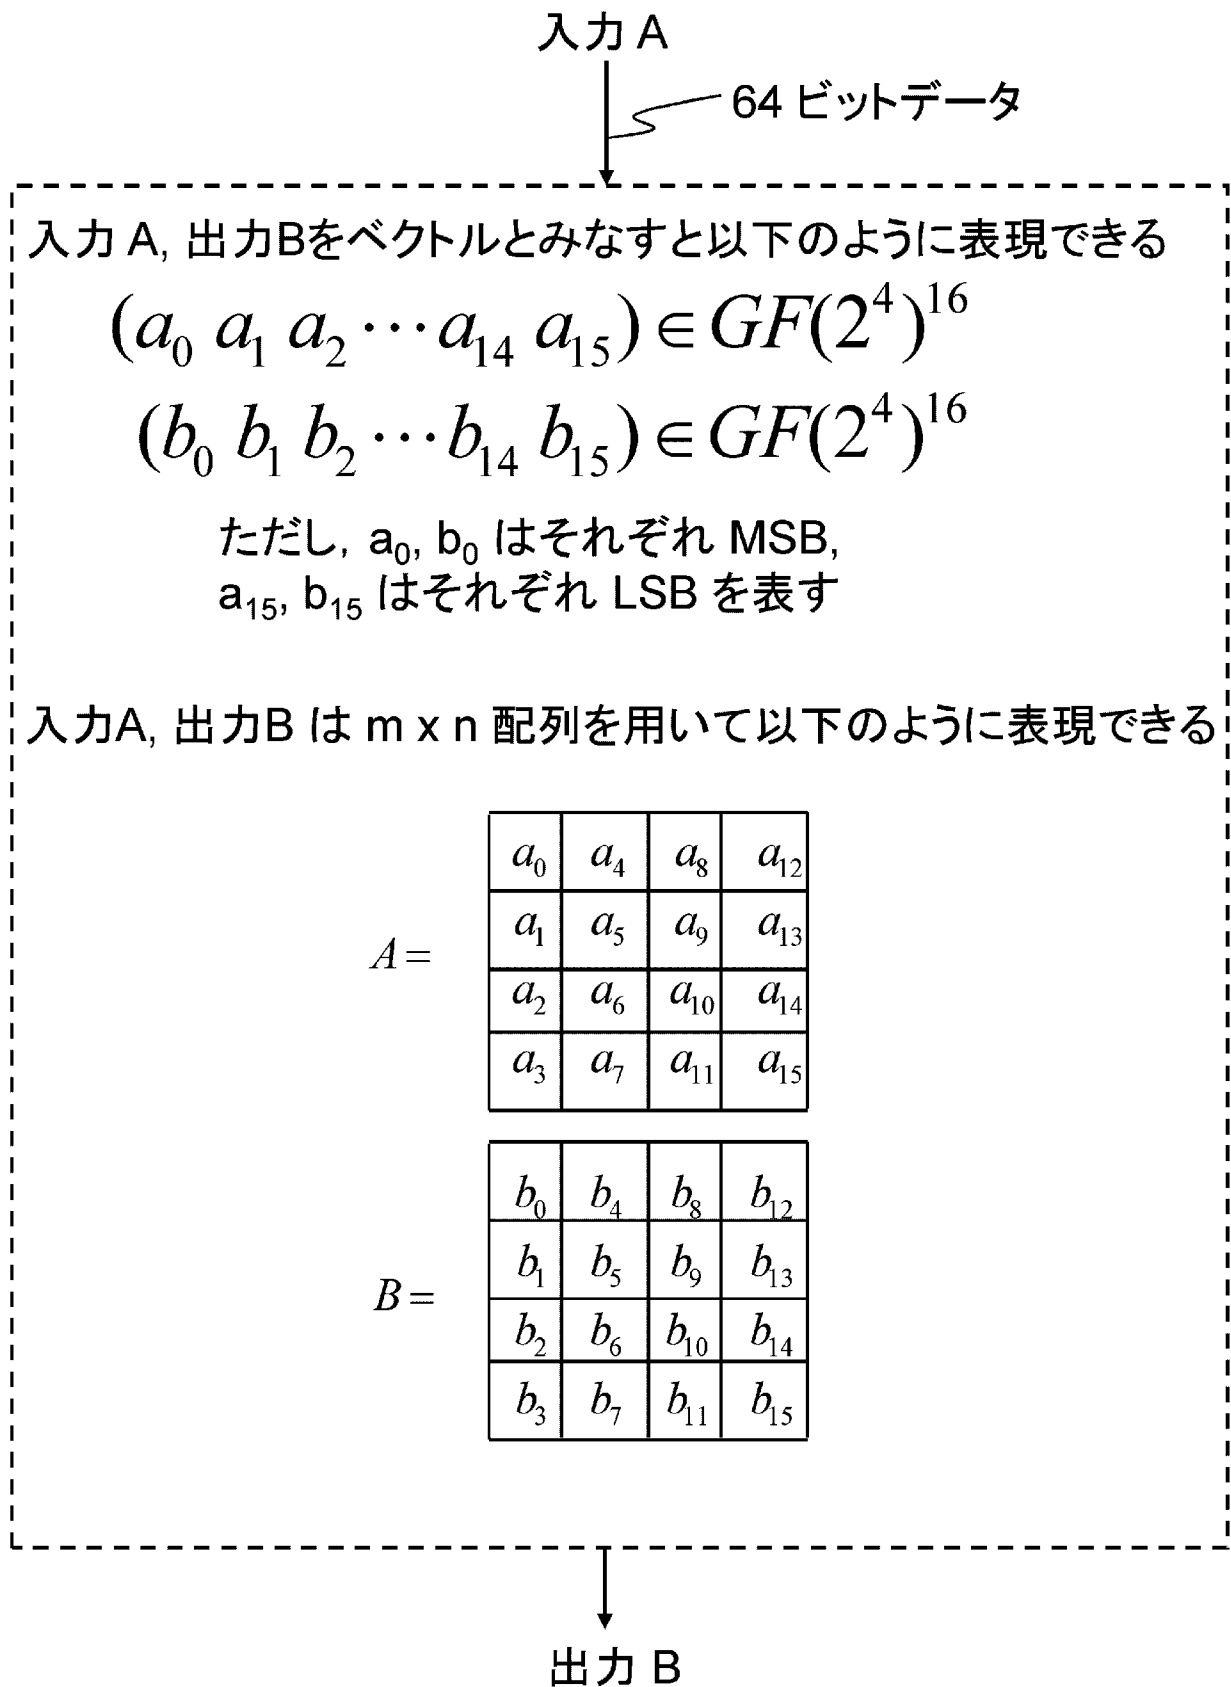 入力 A
64 ビットデータ
入力 A, 出力Bをベクトルとみなすと以下のように表現できる
(a₀ a₁ a₂ ⋯ a₁₄ a₁₅) ∈ GF(2⁴)¹⁶
(b₀ b₁ b₂ ⋯ b₁₄ b₁₅) ∈ GF(2⁴)¹⁶
ただし, a₀, b₀ はそれぞれ MSB,
a₁₅, b₁₅ はそれぞれ LSB を表す
入力A, 出力B は m x n 配列を用いて以下のように表現できる
a₀ a₄ a₈ a₁₂
a₁ a₅ a₉ a₁₃
A =
a₂ a₆ a₁₀ a₁₄
a₃ a₇ a₁₁ a₁₅
b₀ b₄ b₈ b₁₂
b₁ b₅ b₉ b₁₃
B =
b₂ b₆ b₁₀ b₁₄
b₃ b₇ b₁₁ b₁₅
出力 B